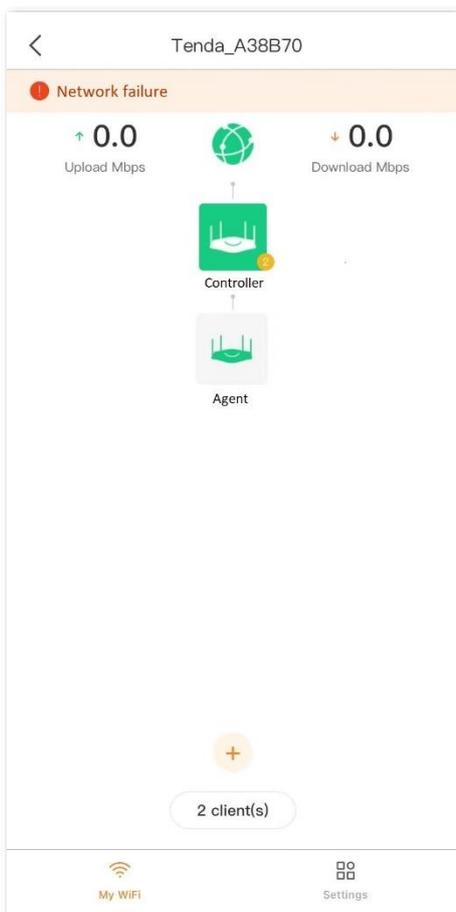 Tenda_A38B70
Network failure
0.0
0.0
Upload Mbps
Download Mbps
2
Controller
Agent
+
2 client(s)
My WiFi
Settings